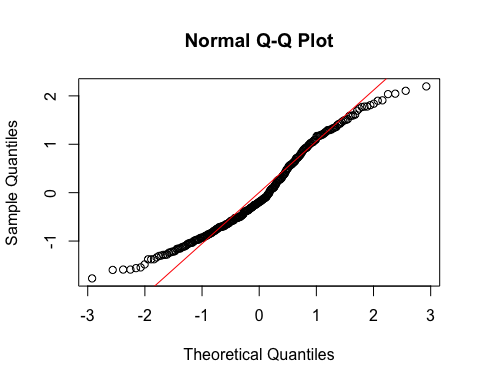 Normal Q-Q Plot
Sample Quantiles
2
1
0
-1
-3 -2 -1 0 1 2 3
Theoretical Quantiles